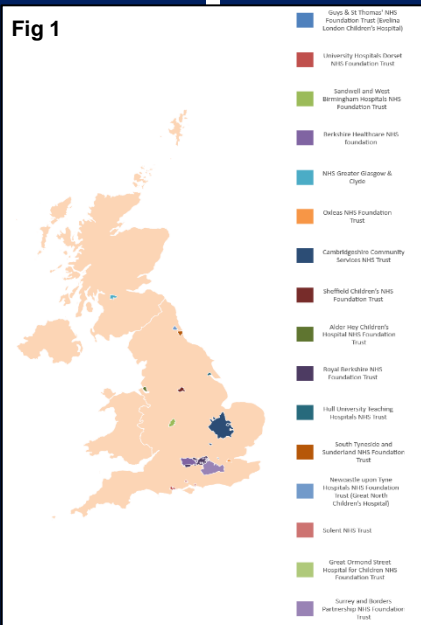 Fig 1
Guys & St Thomas' NHS
Foundation Trust (Evelina
London Children's Hospital)
University Hospitals Dorset
NHS Foundation Trust
Sandwell and West
Birmingham Hospitals NHS
Foundation Trust
Berkshire Healthcare NHS
foundation
NHS Greater Glasgow &
Clyde
Oxleas NHS Foundation
Trust
Cambridgeshire Community
Services NHS Trust
Sheffield Children's NHS
Foundation Trust
Alder Hey Children's
Hospital NHS Foundation
Trust
Royal Berkshire NHS
Foundation Trust
Hull University Teaching
Hospitals NHS Trust
South Tyneside and
Sunderland NHS Foundation
Trust
Newcastle upon Tyne
Hospitals NHS Foundation
Trust (Great North
Children's Hospital)
Solent NHS Trust
Great Ormond Street
Hospital for Children NHS
Foundation Trust
Surrey and Borders
Partnership NHS Foundation
Trust